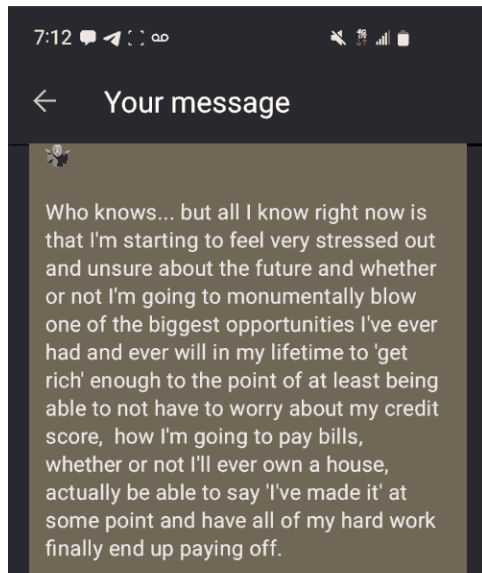 7:12
Your message
Who knows... but all I know right now is
that I'm starting to feel very stressed out
and unsure about the future and whether
or not I'm going to monumentally blow
one of the biggest opportunities I've ever
had and ever will in my lifetime to 'get
rich' enough to the point of at least being
able to not have to worry about my credit
score,  how I'm going to pay bills,
whether or not I'll ever own a house,
actually be able to say 'I've made it' at
some point and have all of my hard work
finally end up paying off.